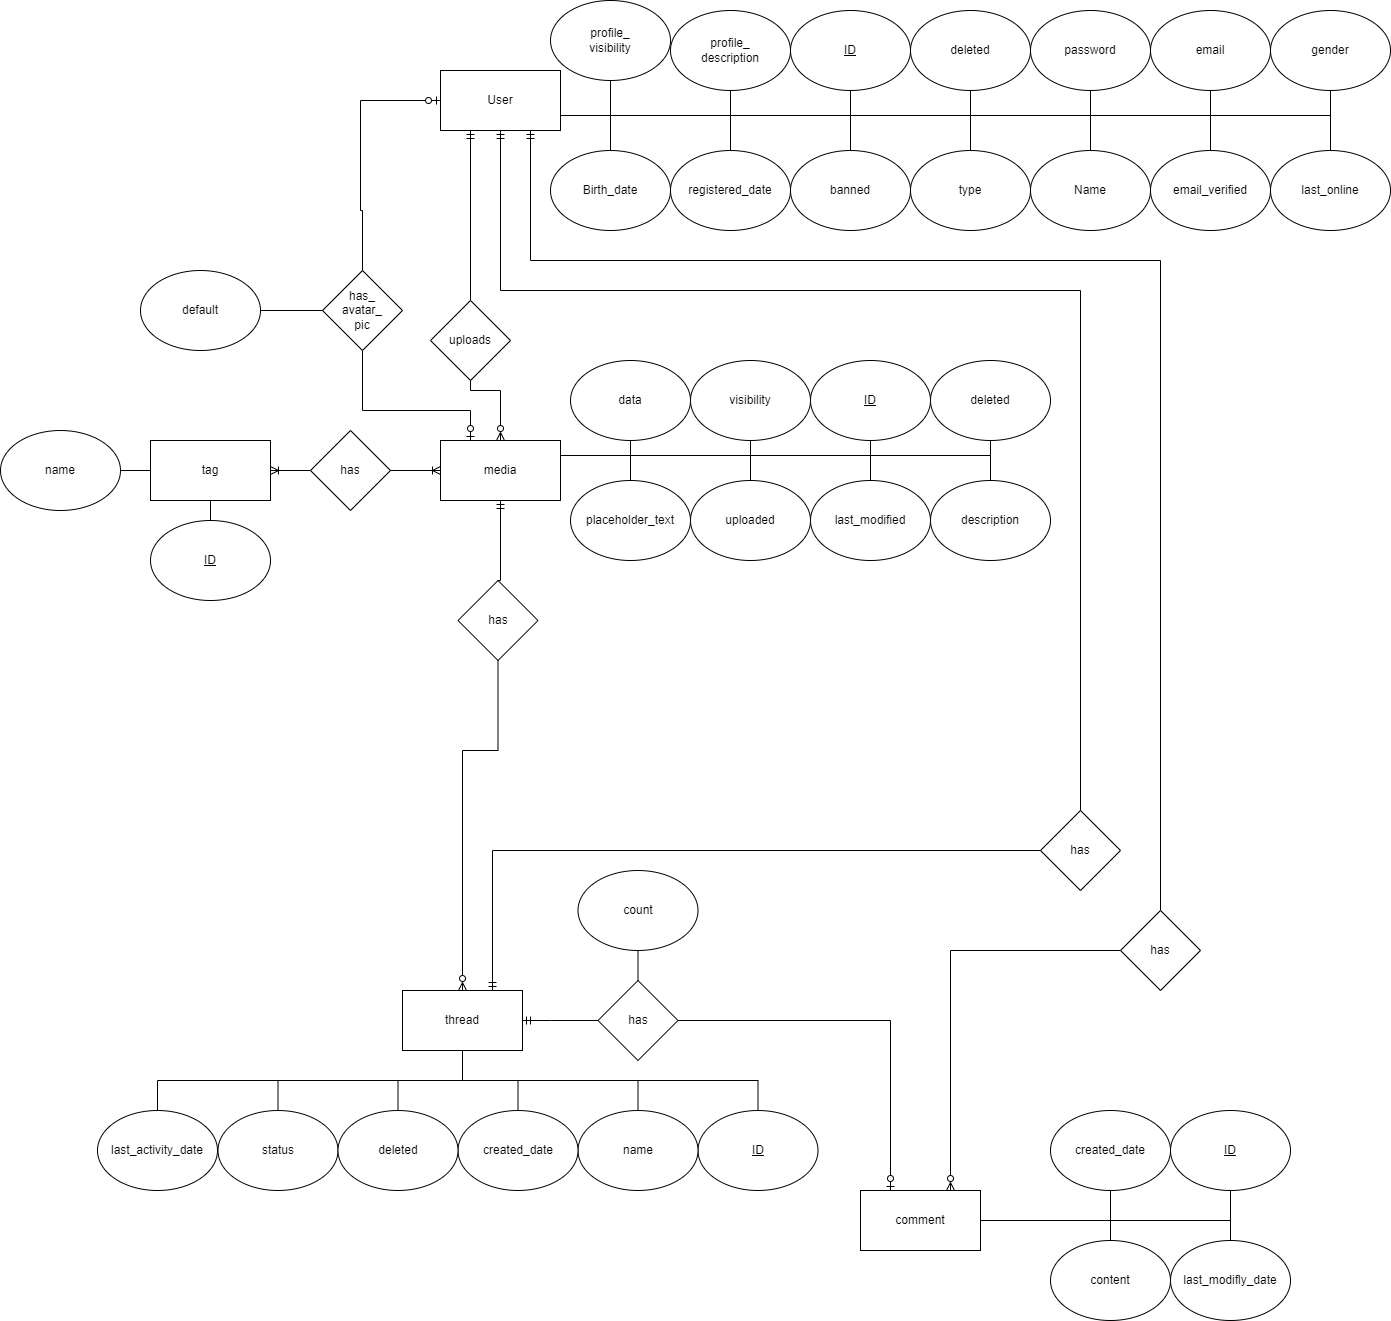 profile_
visibility
profile_
description
ID
deleted
password
email
gender
User
Birth_date
registered_date
banned
type
Name
email_verified
last_online
default
has_
avatar_
pic
uploads
data
visibility
ID
deleted
name
tag
has
media
placeholder_text
uploaded
last_modified
description
ID
has
has
count
has
thread
has
last_activity_date
status
deleted
created_date
name
ID
created_date
ID
comment
content
last_modifly_date